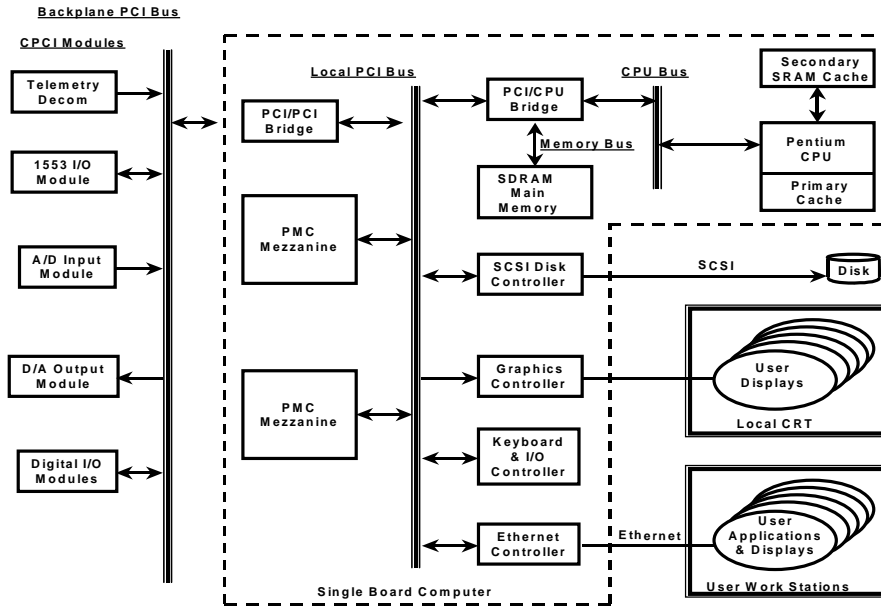 Backplane PCI Bus
CPCI Modules
Telemetry
Decom
1553 I/O
Module
A/D Input
Module
D/A Output
Module
Digital I/O
Modules
Local PCI Bus
PCI/PCI
Bridge
PMC
Mezzanine
PMC
Mezzanine
PCI/CPU
Bridge
Memory Bus
SDRAM
Main
Memory
CPU Bus
Secondary
SRAM Cache
Pentium
CPU
Primary
Cache
SCSI Disk
Controller
SCSI
Disk
Graphics
Controller
User
Displays
Local CRT
Keyboard
& I/O
Controller
Ethernet
Controller
Ethernet
User
Applications
& Displays
User Work Stations
Single Board Computer